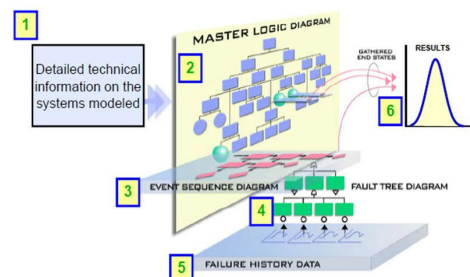 1
Detailed technical
information on the
systems modeled
MASTER LOGIC DIAGRAM
2
GATHERED
END STATES
RESULTS
6
3
EVENT SEQUENCE DIAGRAM
FAULT TREE DIAGRAM
4
5
FAILURE HISTORY DATA